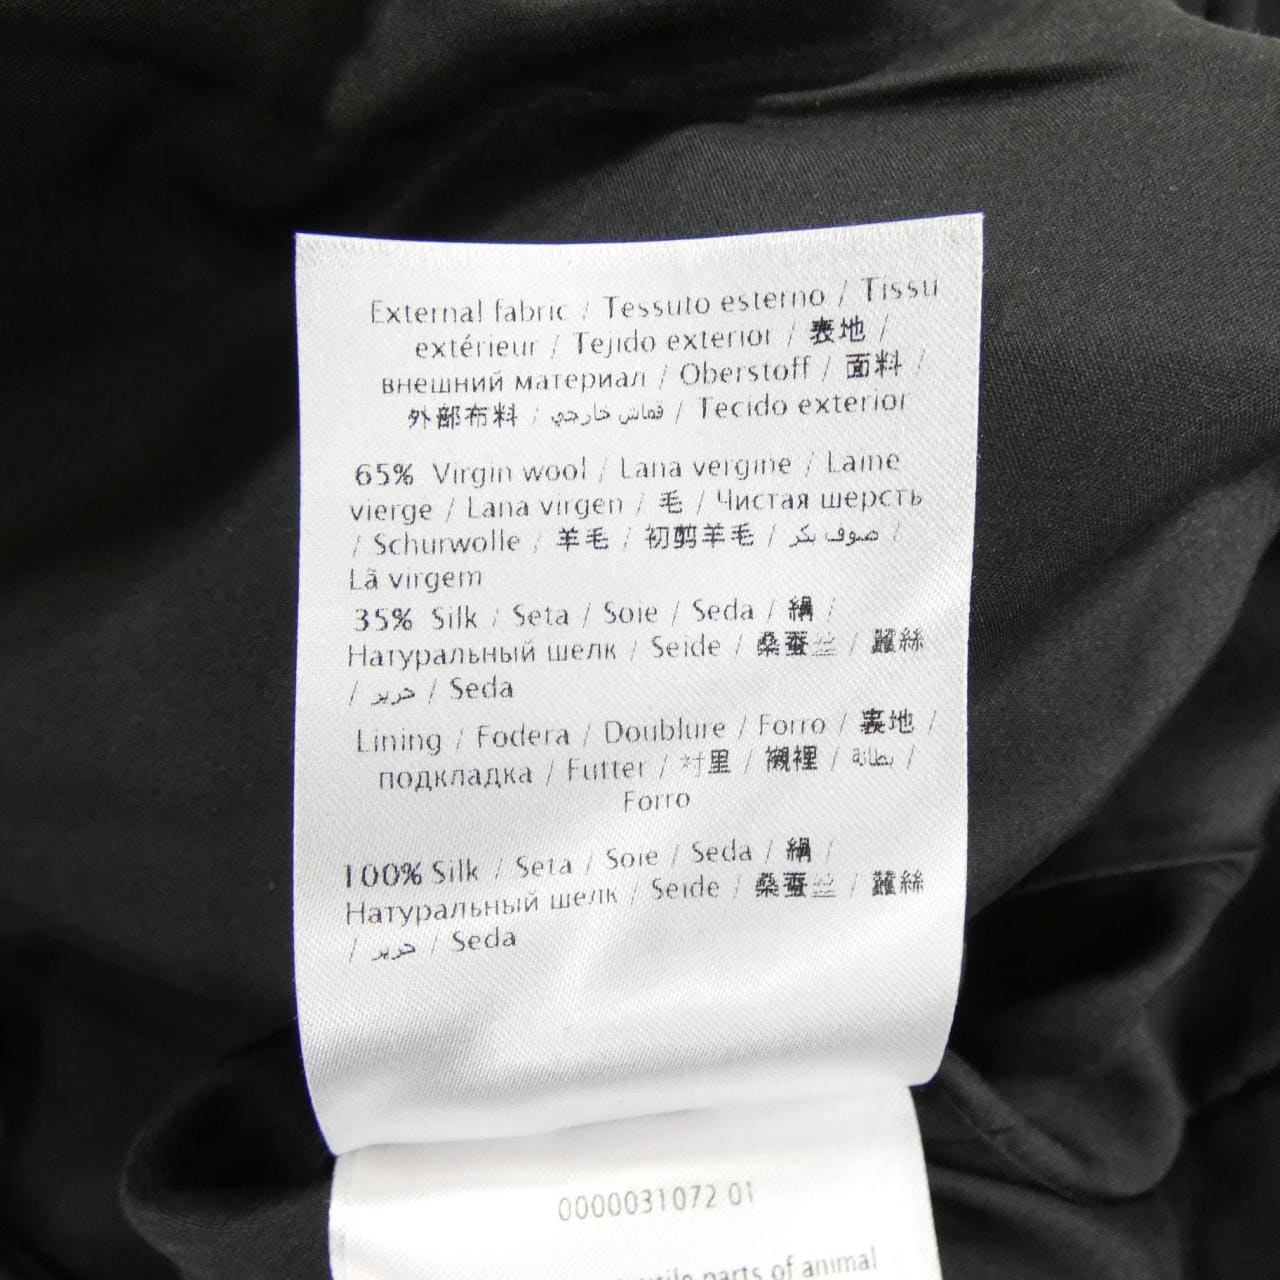 External fabric / Tessuto esterno / Tissu
extérieur / Tejido exterior / 表地 /
внешний материал / Oberstoff / 面料 /
外部布料 / قماش خارجي / Tecido exterior
65% Virgin wool / Lana vergine / Laine
vierge / Lana virgen / 毛 / Чистая шерсть
/ Schurwolle / 羊毛 / 初剪羊毛 / صوف بكر /
Lã virgem
35% Silk / Seta / Soie / Seda / 絹 /
Натуральный шелк / Seide / 桑蚕丝 / 蠶絲
/ حرير / Seda
Lining / Fodera / Doublure / Forro / 裏地 /
подкладка / Futter / 衬里 / 襯裡 / بطانة /
Forro
100% Silk / Seta / Soie / Seda / 絹 /
Натуральный шелк / Seide / 桑蚕丝 / 蠶絲
/ حرير / Seda
0000031072 01
parts of animal